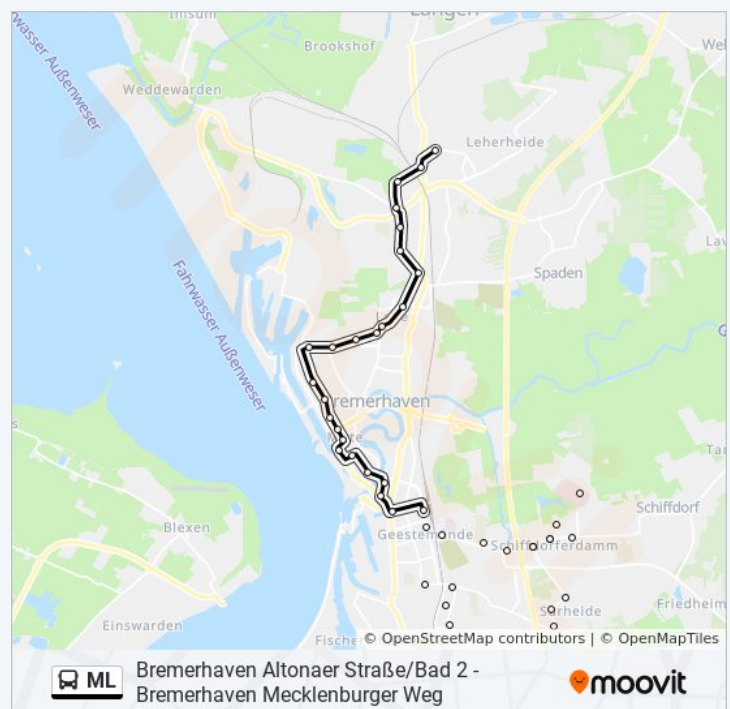 Imsum
Langen
Brookshof
Weddewarden
Leherheide
Fahrwasser Außenweser
Spaden
Bremerhaven
Mitte
Schiffdorf
Blexen
Geestemünde
Schiffdorferdamm
Surheide
Friedheim
Einswarden
© OpenStreetMap contributors | © OpenMapTiles
ML
Bremerhaven Altonaer Straße/Bad 2 -
Bremerhaven Mecklenburger Weg
moovit